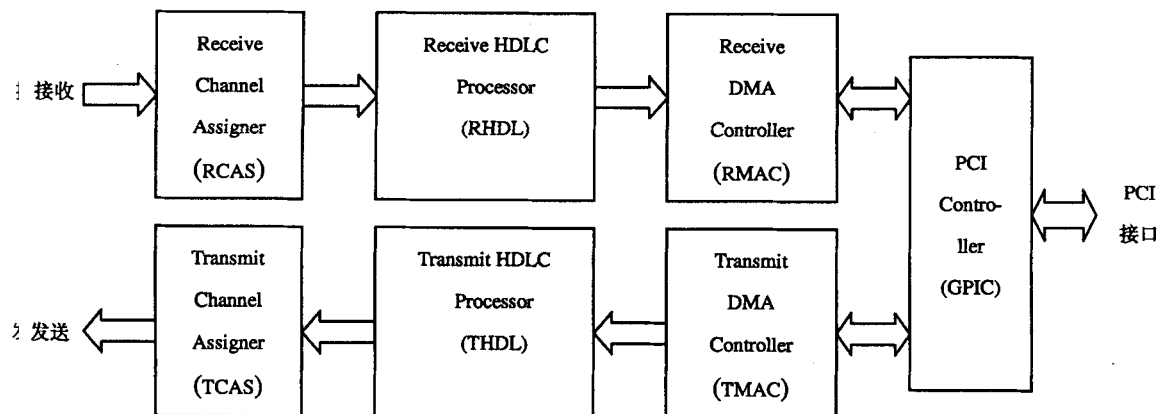 接收
Receive
Channel
Assigner
(RCAS)
Receive HDLC
Processor
(RHDL)
Receive
DMA
Controller
(RMAC)
PCI
Contro-
ller
(GPIC)
PCI
接口
发送
Transmit
Channel
Assigner
(TCAS)
Transmit HDLC
Processor
(THDL)
Transmit
DMA
Controller
(TMAC)